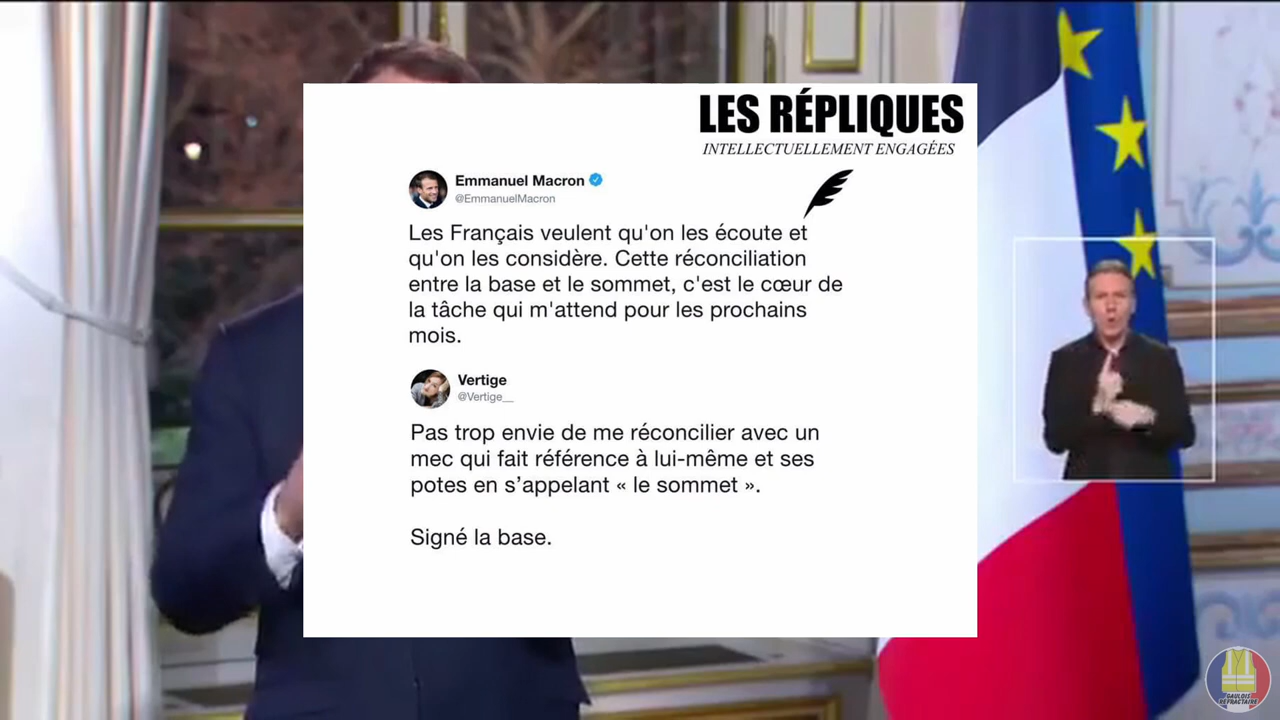 LES RÉPLIQUES
INTELLECTUELLEMENT ENGAGÉES
Emmanuel Macron
@EmmanuelMacron
Les Français veulent qu'on les écoute et
qu'on les considère. Cette réconciliation
entre la base et le sommet, c'est le cœur de
la tâche qui m'attend pour les prochains
mois.
Vertige
@Vertige__
Pas trop envie de me réconcilier avec un
mec qui fait référence à lui-même et ses
potes en s’appelant « le sommet ».
Signé la base.
GAULOIS
RÉFRACTAIRE